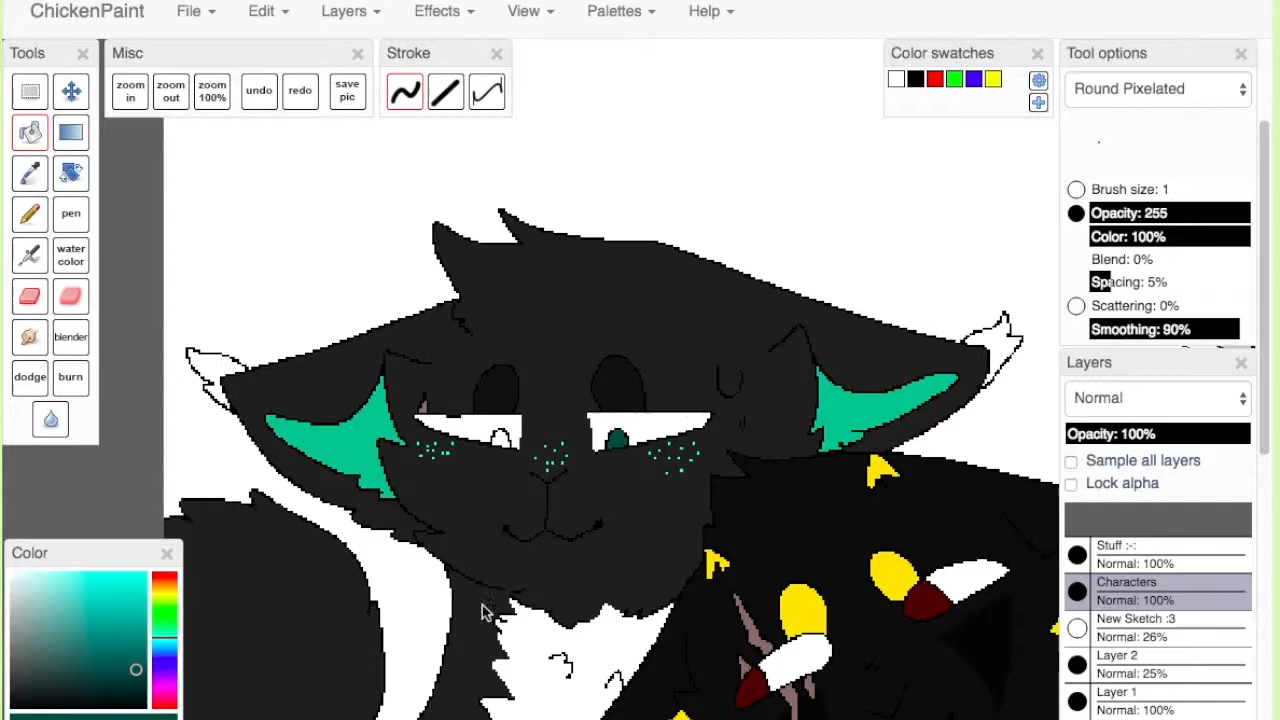 ChickenPaint File Edit Layers Effects View Palettes Help
Tools
Misc
Stroke
Color swatches
Tool options
zoom in
zoom out
zoom 100%
undo
redo
save pic
Round Pixelated
pen
water color
blender
dodge
burn
Brush size: 1
Opacity: 255
Color: 100%
Blend: 0%
Spacing: 5%
Scattering: 0%
Smoothing: 90%
Layers
Normal
Opacity: 100%
Sample all layers
Lock alpha
Stuff :-:
Normal: 100%
Characters
Normal: 100%
New Sketch :3
Normal: 26%
Layer 2
Normal: 25%
Layer 1
Normal: 100%
Color